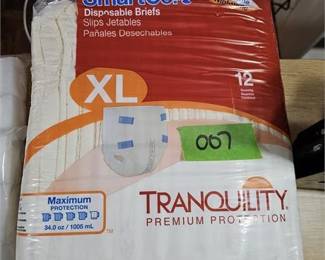 SmartCore
Disposable Briefs
Slips Jetables
Pañales Desechables
XL
12
007
Maximum
PROTECTION
34.0 oz / 1005 mL
TM
TRANQUILITY
PREMIUM PROTECTION